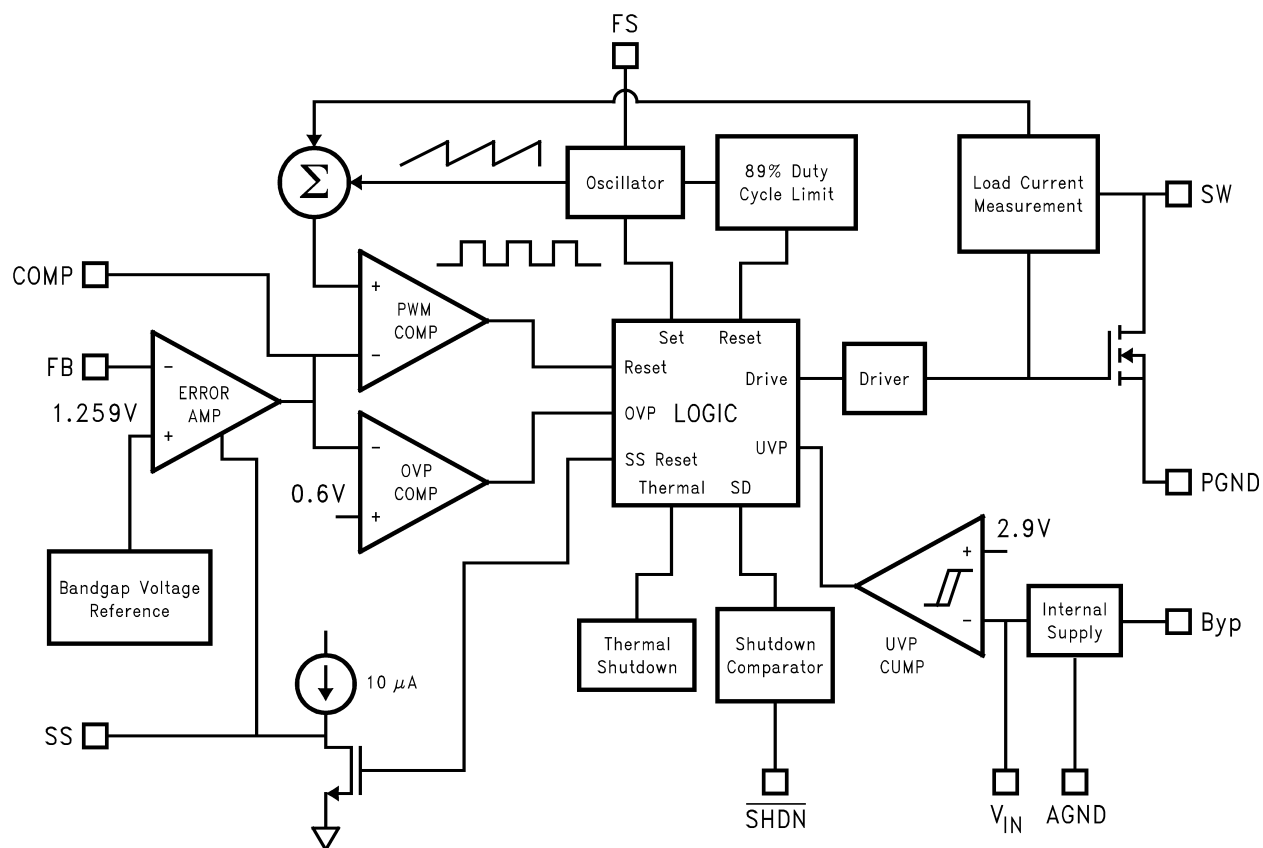 FS
Σ
Oscillator
89% Duty
Cycle Limit
Load Current
Measurement
SW
COMP
+
PWM
COMP
−
Set
Reset
FB
−
ERROR
AMP
1.259V
+
Reset
Drive
Driver
OVP
LOGIC
−
OVP
COMP
0.6V
+
UVP
SS Reset
Thermal
SD
PGND
2.9V
+
−
UVP
CUMP
Bandgap Voltage
Reference
Internal
Supply
Byp
Thermal
Shutdown
Shutdown
Comparator
10 μA
SS
SHDN
VIN
AGND